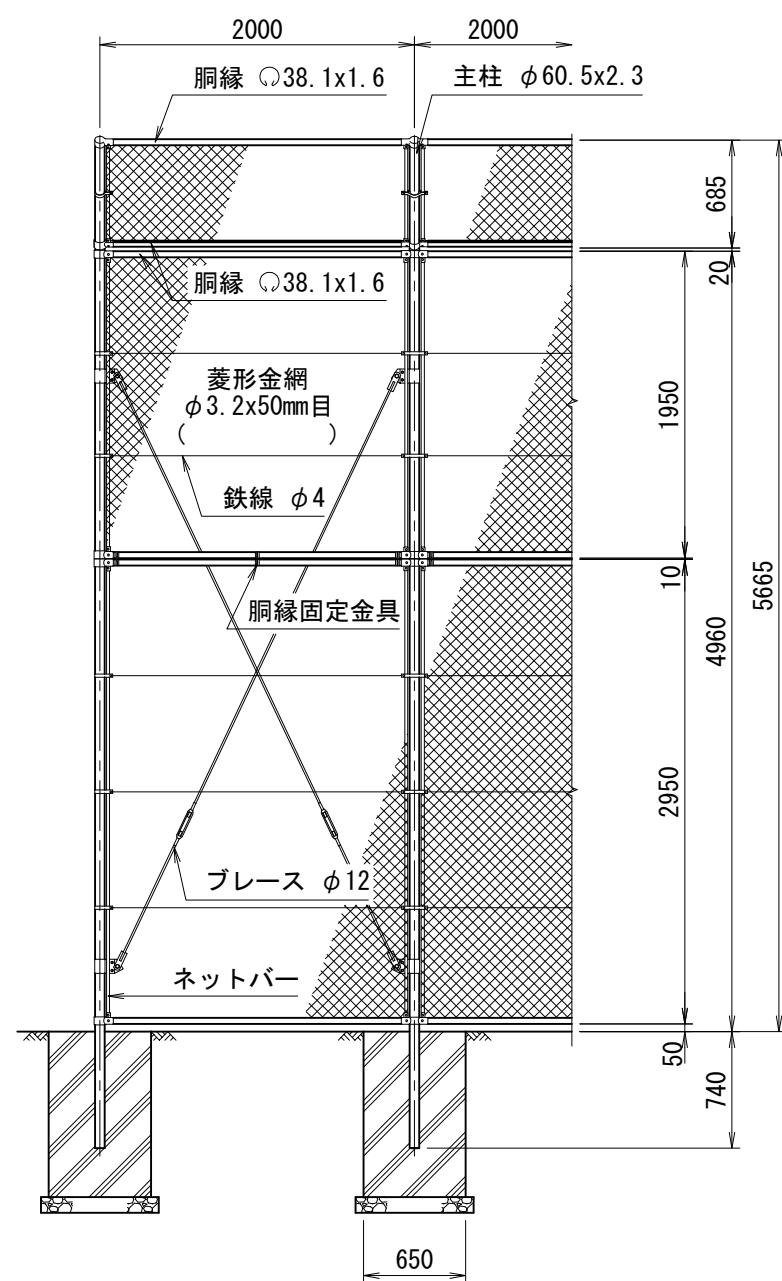 2000
2000
胴縁 38.1x1.6
主柱 φ60.5x2.3
685
20
胴縁 38.1x1.6
菱形金網
φ3.2x50mm目
( )
1950
鉄線 φ4
10
胴縁固定金具
4960
5665
2950
ブレース φ12
ネットバー
50
740
650